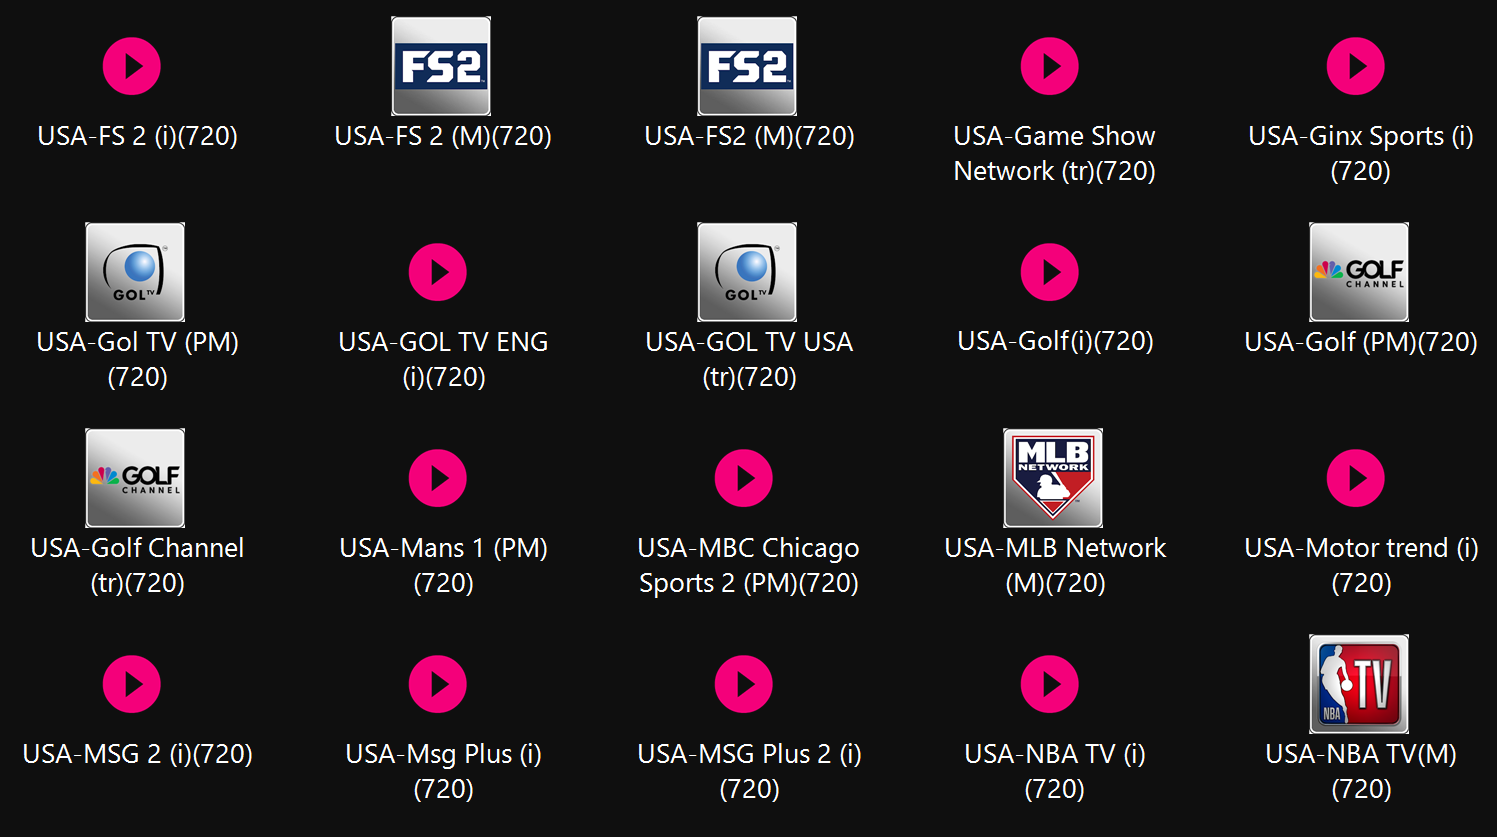 FS2
FS2
USA-FS 2 (i)(720)
USA-FS 2 (M)(720)
USA-FS2 (M)(720)
USA-Game Show
Network (tr)(720)
USA-Ginx Sports (i)
(720)
GOL TV
GOL TV
GOLF
CHANNEL
USA-Gol TV (PM)
(720)
USA-GOL TV ENG
(i)(720)
USA-GOL TV USA
(tr)(720)
USA-Golf(i)(720)
USA-Golf (PM)(720)
GOLF
CHANNEL
MLB
NETWORK
USA-Golf Channel
(tr)(720)
USA-Mans 1 (PM)
(720)
USA-MBC Chicago
Sports 2 (PM)(720)
USA-MLB Network
(M)(720)
USA-Motor trend (i)
(720)
TV
NBA
USA-MSG 2 (i)(720)
USA-Msg Plus (i)
(720)
USA-MSG Plus 2 (i)
(720)
USA-NBA TV (i)
(720)
USA-NBA TV(M)
(720)